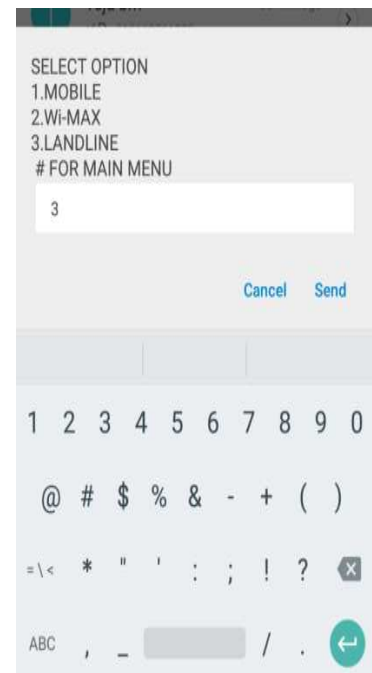 SELECT OPTION
1.MOBILE
2.Wi-MAX
3.LANDLINE
# FOR MAIN MENU
3
Cancel Send
1 2 3 4 5 6 7 8 9 0
@ # $ % & - + ( )
= \ < * " ' : ; ! ?
ABC , _ / .